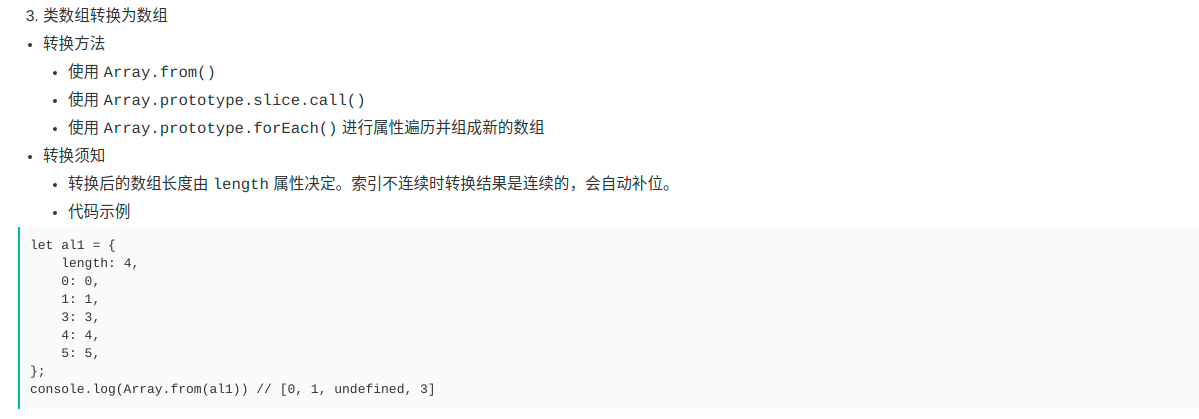 3. 类数组转换为数组
• 转换方法
• 使用 Array.from()
• 使用 Array.prototype.slice.call()
• 使用 Array.prototype.forEach() 进行属性遍历并组成新的数组
• 转换须知
• 转换后的数组长度由 length 属性决定。索引不连续时转换结果是连续的，会自动补位。
• 代码示例
let al1 = {
    length: 4,
    0: 0,
    1: 1,
    3: 3,
    4: 4,
    5: 5,
};
console.log(Array.from(al1)) // [0, 1, undefined, 3]